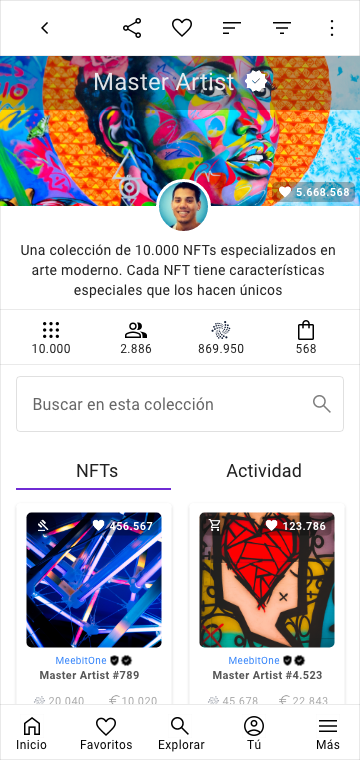 Master Artist
5.668.568
Una colección de 10.000 NFTs especializados en
arte moderno. Cada NFT tiene características
especiales que los hacen únicos
10.000 2.886 869.950 568
Buscar en esta colección
NFTs Actividad
456.567 123.786
MeebitOne MeebitOne
Master Artist #789 Master Artist #4.523
20.040 €10.020 45.678 €22.843
Inicio Favoritos Explorar Tú Más